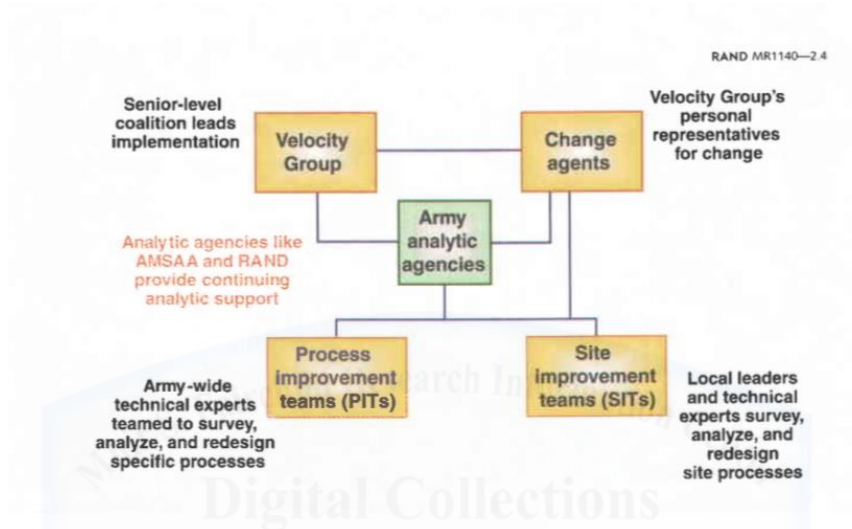 RAND MR1140—2.4
Senior-level
coalition leads
implementation
Velocity
Group
Change
agents
Velocity Group's
personal
representatives
for change
Army
analytic
agencies
Analytic agencies like
AMSAA and RAND
provide continuing
analytic support
Process
improvement
teams (PITs)
Site
improvement
teams (SITs)
Army-wide
technical experts
teamed to survey,
analyze, and redesign
specific processes
Local leaders
and technical
experts survey,
analyze, and
redesign
site processes
Digital Collections